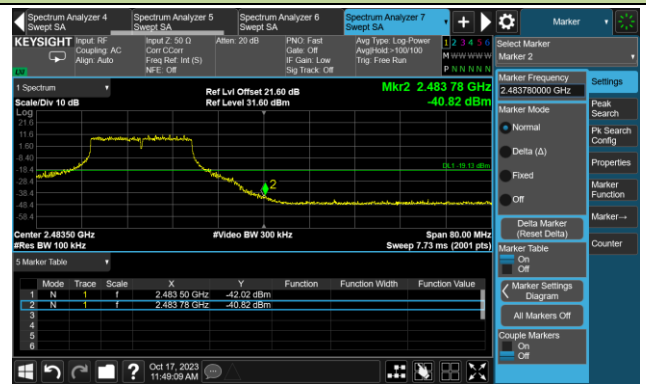 Spectrum Analyzer 4
Swept SA
Spectrum Analyzer 5
Swept SA
Spectrum Analyzer 6
Swept SA
Spectrum Analyzer 7
Swept SA
Marker
KEYSIGHT
Input: RF
Coupling: AC
Align: Auto
Input Z: 50 Ω
Corr CCorr
Freq Ref: Int (S)
NFE: Off
Atten: 20 dB
PNO: Fast
Gate: Off
IF Gain: Low
Sig Track: Off
Avg Type: Log-Power
Avg|Hold:>100/100
Trig: Free Run
1 2 3 4 5 6
M W W W W W
P N N N N N
LXI
Select Marker
Marker 2
1 Spectrum
Scale/Div 10 dB
Ref Lvl Offset 21.60 dB
Ref Level 31.60 dBm
Mkr2 2.483 78 GHz
-40.82 dBm
Log
21.6
11.6
1.60
-8.40
-18.4
-28.4
-38.4
-48.4
-58.4
DL1 -19.13 dBm
2
Center 2.48350 GHz
#Res BW 100 kHz
#Video BW 300 kHz
Span 80.00 MHz
Sweep 7.73 ms (2001 pts)
5 Marker Table
Mode Trace Scale X Y Function Function Width Function Value
1 N 1 f 2.483 50 GHz -42.02 dBm
2 N 1 f 2.483 78 GHz -40.82 dBm
3
4
5
6
Marker Frequency
2.483780000 GHz
Marker Mode
Normal
Delta (Δ)
Fixed
Off
Delta Marker
(Reset Delta)
Marker Table
On
Off
Marker Settings
Diagram
All Markers Off
Couple Markers
On
Off
Settings
Peak
Search
Pk Search
Config
Properties
Marker
Function
Marker→
Counter
Oct 17, 2023
11:49:09 AM